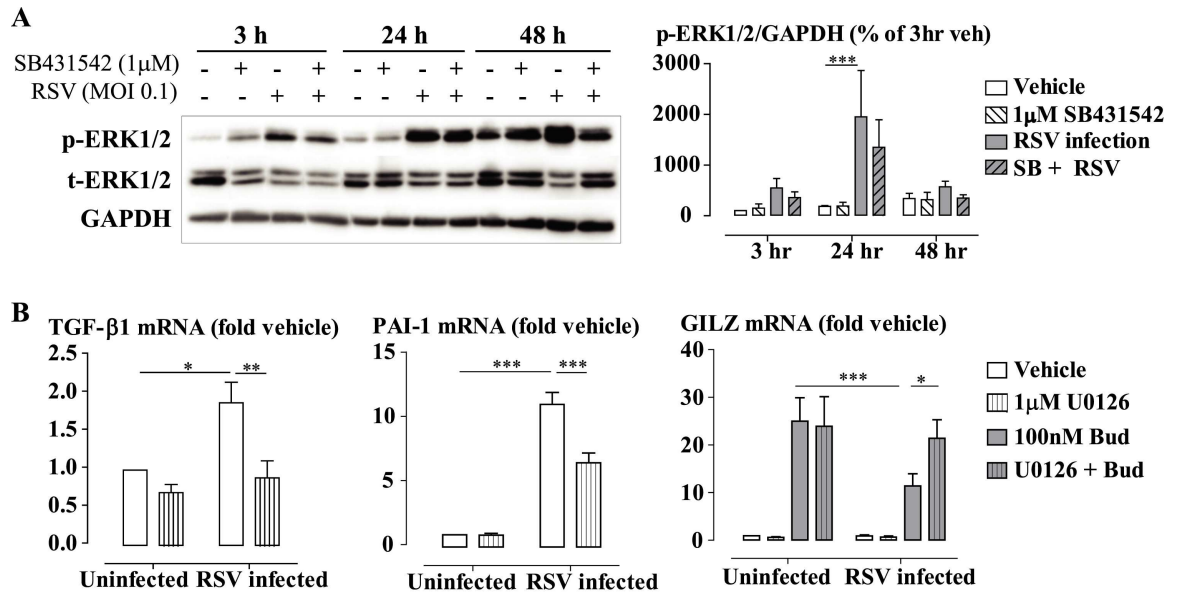 A
3 h 24 h 48 h
SB431542 (1µM) - + - + - + - + - + - +
RSV (MOI 0.1) - - + + - - + + - - + +
p-ERK1/2
t-ERK1/2
GAPDH
p-ERK1/2/GAPDH (% of 3hr veh)
3000
2000
1000
0
***
3 hr 24 hr 48 hr
Vehicle
1µM SB431542
RSV infection
SB + RSV
B
TGF-β1 mRNA (fold vehicle)
2.5
2.0
1.5
1.0
0.5
0.0
* **
Uninfected RSV infected
PAI-1 mRNA (fold vehicle)
15
10
5
0
*** ***
Uninfected RSV infected
GILZ mRNA (fold vehicle)
40
30
20
10
0
*** *
Uninfected RSV infected
Vehicle
1µM U0126
100nM Bud
U0126 + Bud